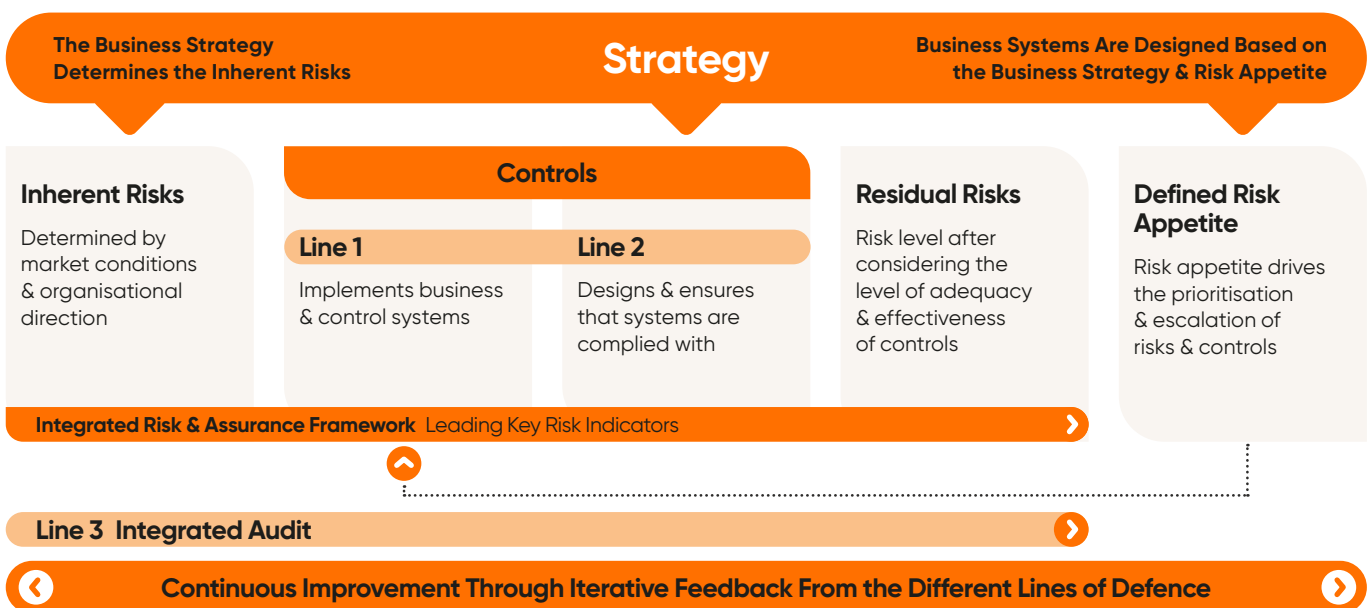 The Business Strategy
Determines the Inherent Risks
Strategy
Business Systems Are Designed Based on
the Business Strategy & Risk Appetite
Inherent Risks
Determined by
market conditions
& organisational
direction
Controls
Line 1
Implements business
& control systems
Line 2
Designs & ensures
that systems are
complied with
Residual Risks
Risk level after
considering the
level of adequacy
& effectiveness
of controls
Defined Risk
Appetite
Risk appetite drives
the prioritisation
& escalation of
risks & controls
Integrated Risk & Assurance Framework Leading Key Risk Indicators
Line 3 Integrated Audit
Continuous Improvement Through Iterative Feedback From the Different Lines of Defence